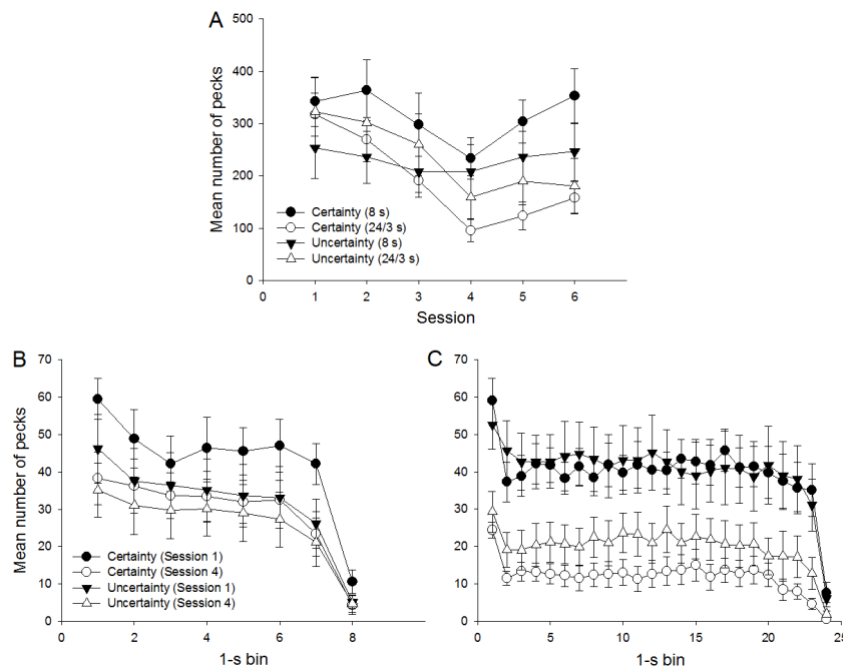 A
Mean number of pecks
500
400
300
200
100
0
Certainty (8 s)
Certainty (24/3 s)
Uncertainty (8 s)
Uncertainty (24/3 s)
0 1 2 3 4 5 6
Session
B
Mean number of pecks
70
60
50
40
30
20
10
0
Certainty (Session 1)
Certainty (Session 4)
Uncertainty (Session 1)
Uncertainty (Session 4)
0 2 4 6 8
1-s bin
C
70
60
50
40
30
20
10
0
0 5 10 15 20 25
1-s bin